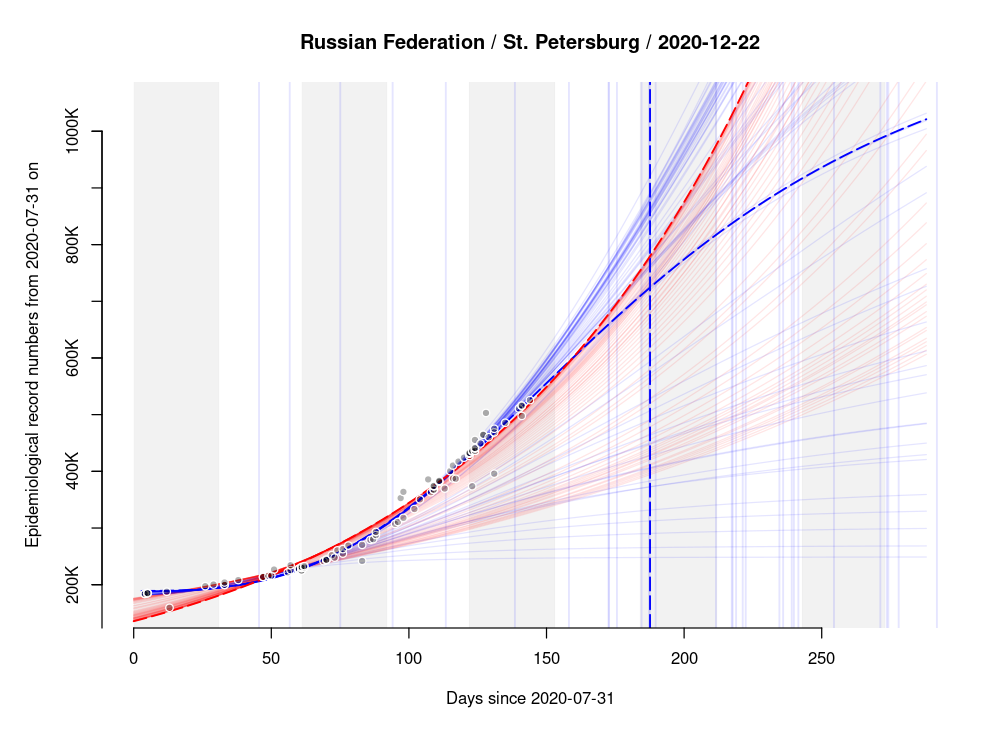 Russian Federation / St. Petersburg / 2020-12-22
Epidemiological record numbers from 2020-07-31 on
1000K
800K
600K
400K
200K
0 50 100 150 200 250
Days since 2020-07-31